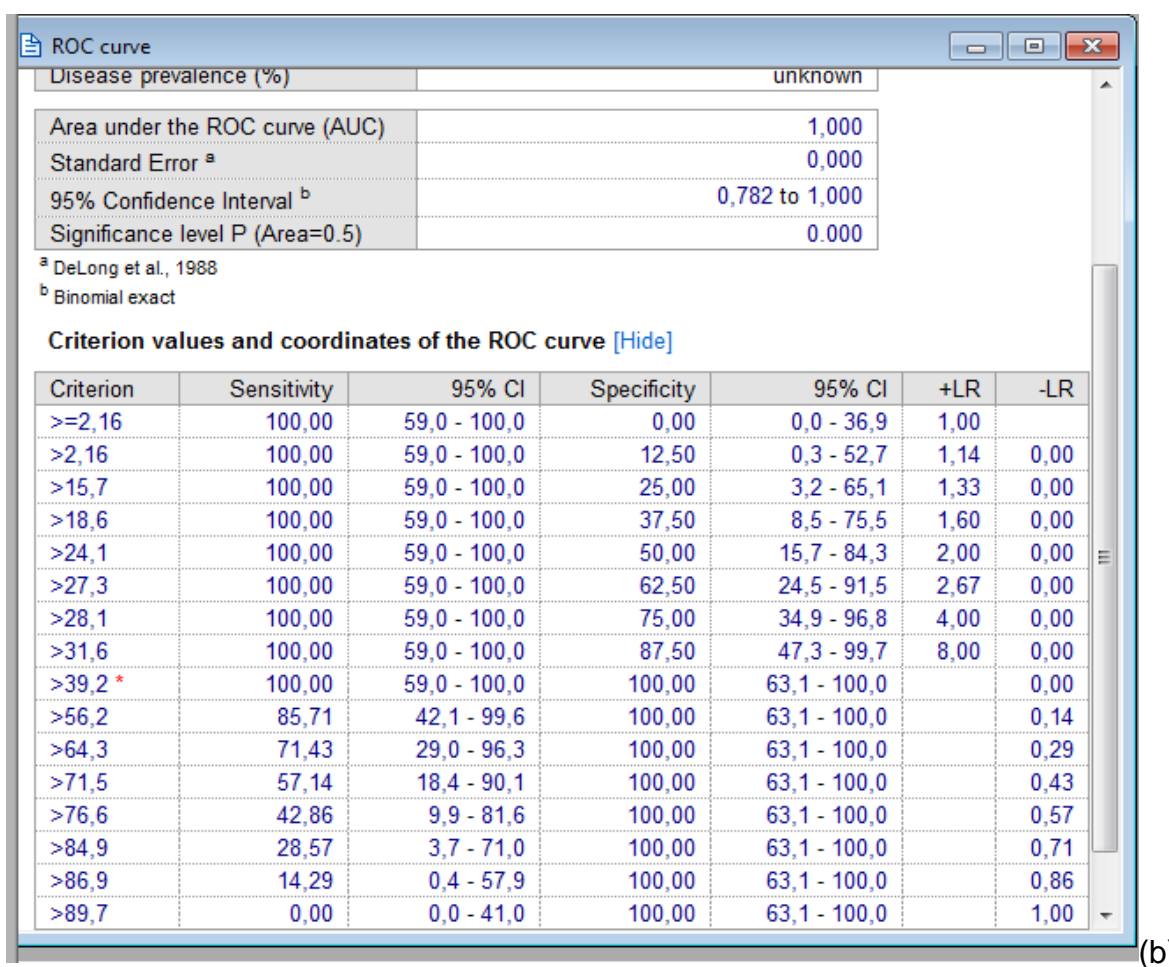 ROC curve
Disease prevalence (%) unknown
Area under the ROC curve (AUC) 1,000
Standard Error a 0,000
95% Confidence Interval b 0,782 to 1,000
Significance level P (Area=0.5) 0.000
a DeLong et al., 1988
b Binomial exact
Criterion values and coordinates of the ROC curve [Hide]
Criterion Sensitivity 95% CI Specificity 95% CI +LR -LR
>=2,16 100,00 59,0 - 100,0 0,00 0,0 - 36,9 1,00
>2,16 100,00 59,0 - 100,0 12,50 0,3 - 52,7 1,14 0,00
>15,7 100,00 59,0 - 100,0 25,00 3,2 - 65,1 1,33 0,00
>18,6 100,00 59,0 - 100,0 37,50 8,5 - 75,5 1,60 0,00
>24,1 100,00 59,0 - 100,0 50,00 15,7 - 84,3 2,00 0,00
>27,3 100,00 59,0 - 100,0 62,50 24,5 - 91,5 2,67 0,00
>28,1 100,00 59,0 - 100,0 75,00 34,9 - 96,8 4,00 0,00
>31,6 100,00 59,0 - 100,0 87,50 47,3 - 99,7 8,00 0,00
>39,2 * 100,00 59,0 - 100,0 100,00 63,1 - 100,0 0,00
>56,2 85,71 42,1 - 99,6 100,00 63,1 - 100,0 0,14
>64,3 71,43 29,0 - 96,3 100,00 63,1 - 100,0 0,29
>71,5 57,14 18,4 - 90,1 100,00 63,1 - 100,0 0,43
>76,6 42,86 9,9 - 81,6 100,00 63,1 - 100,0 0,57
>84,9 28,57 3,7 - 71,0 100,00 63,1 - 100,0 0,71
>86,9 14,29 0,4 - 57,9 100,00 63,1 - 100,0 0,86
>89,7 0,00 0,0 - 41,0 100,00 63,1 - 100,0 1,00
(b)